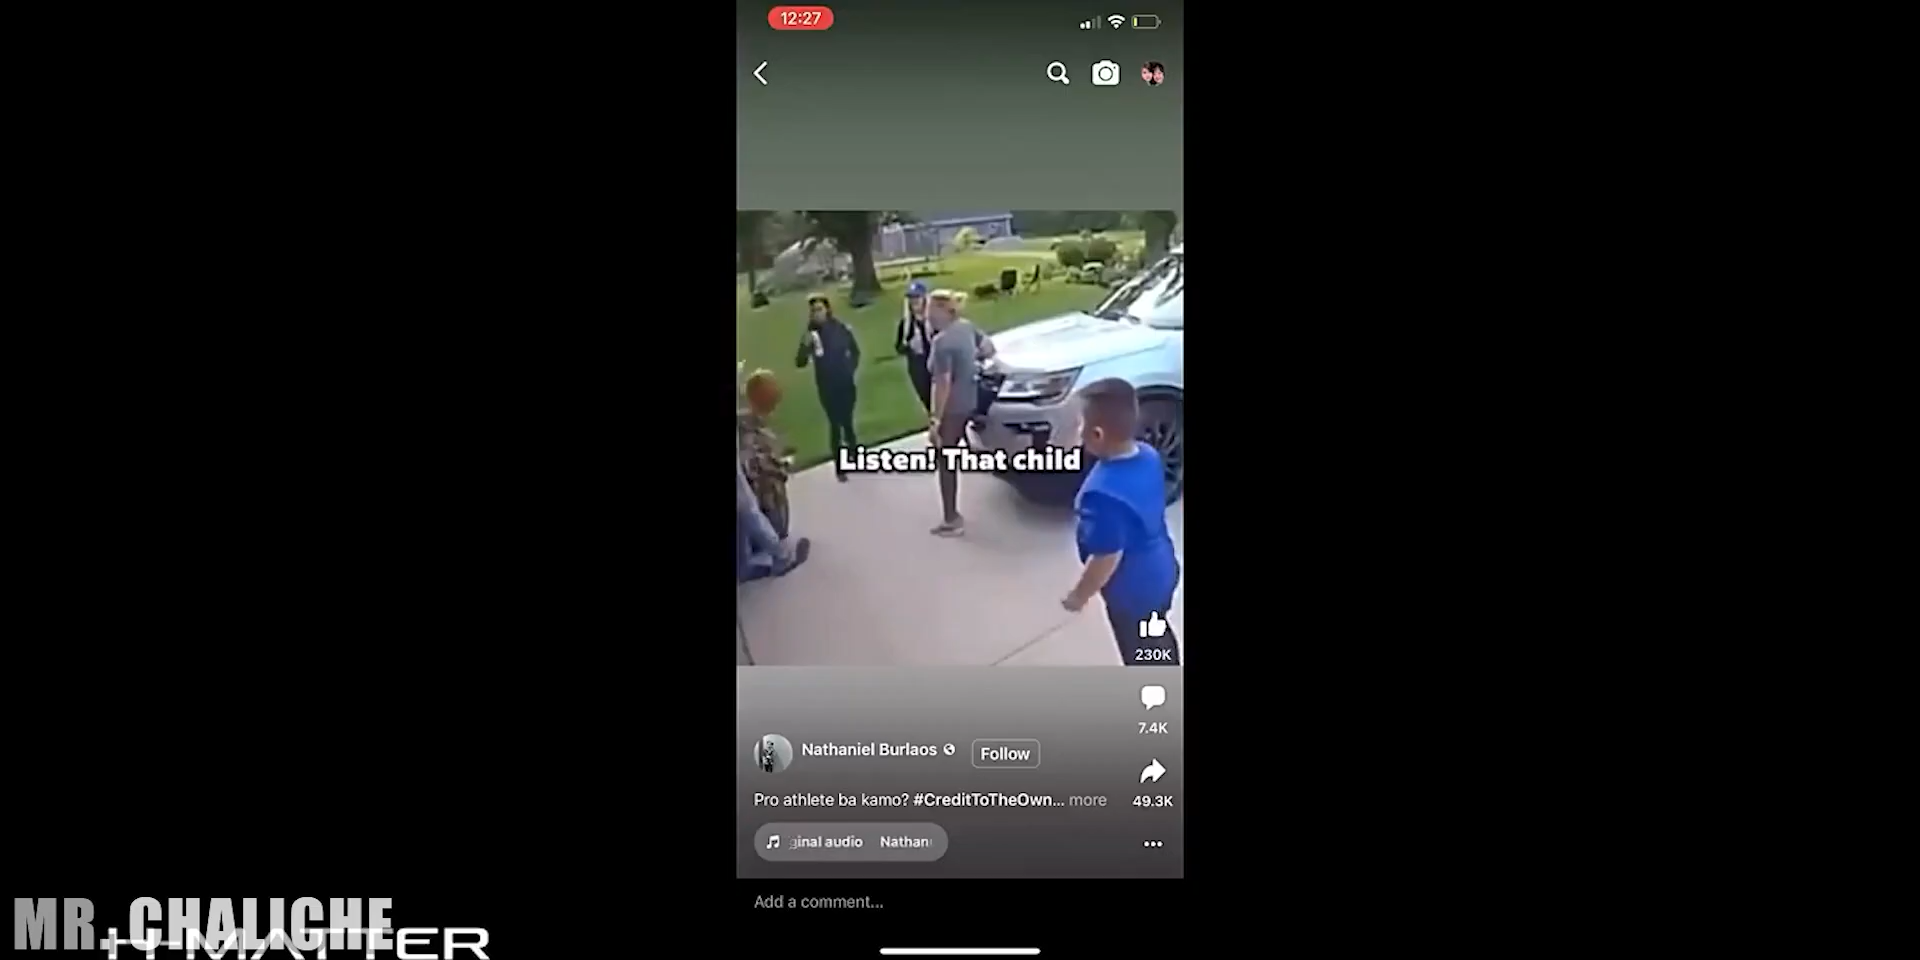 12:27
Listen! That child
230K
7.4K
Nathaniel Burlaos
Follow
Pro athlete ba kamo? #CreditToTheOwn... more
49.3K
ginal audio Nathan
Add a comment...
MR. CHALICHE
H-MATTER